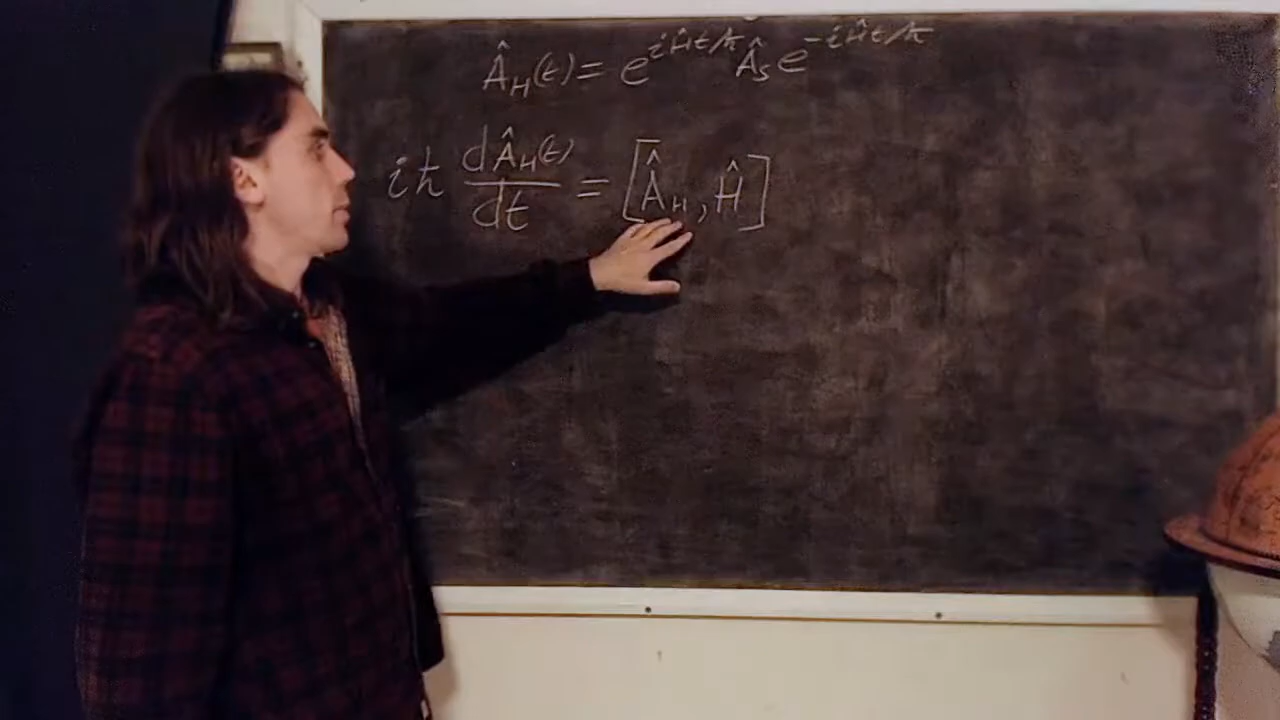 Â_H(t) = e^{iĤt/ħ} Â_S e^{-iĤt/ħ}
iħ dÂ_H(t)/dt = [Â_H, Ĥ]